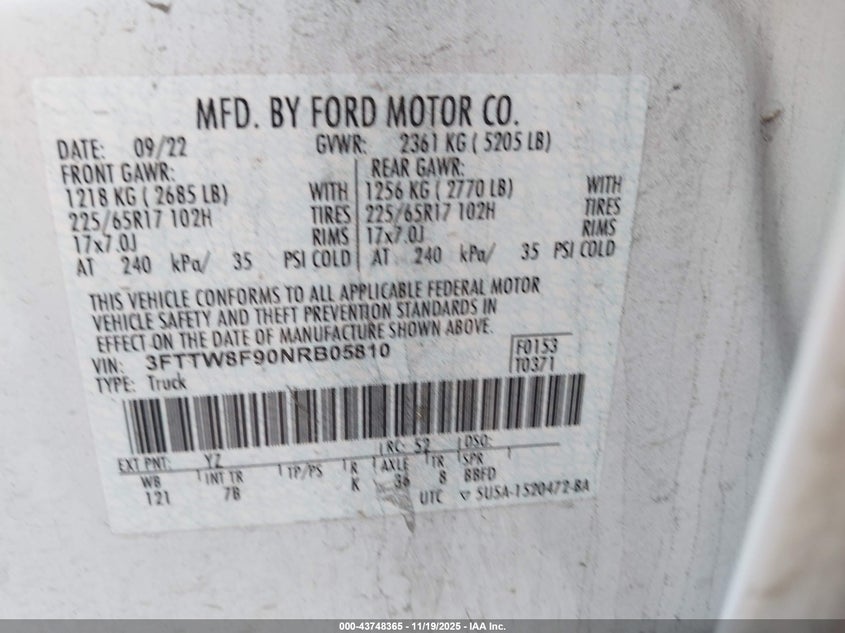 MFD. BY FORD MOTOR CO.
DATE: 09/22 GVWR: 2361 KG ( 5205 LB)
FRONT GAWR: REAR GAWR:
1218 KG ( 2685 LB) WITH 1256 KG ( 2770 LB) WITH
225/65R17 102H TIRES 225/65R17 102H TIRES
17x7.0J RIMS 17x7.0J RIMS
AT 240 kPa/ 35 PSI COLD AT 240 kPa/ 35 PSI COLD
THIS VEHICLE CONFORMS TO ALL APPLICABLE FEDERAL MOTOR
VEHICLE SAFETY AND THEFT PREVENTION STANDARDS IN
EFFECT ON THE DATE OF MANUFACTURE SHOWN ABOVE.
VIN: 3FTTW8F90NRB05810 F0153
TYPE: Truck T0371
EXT PNT: YZ RC: 52 DSO:
WB INT TR TP/PS R AXLE TR SPR
121 7B K 36 8 BBFD
UTC 5USA-1520472-BA
000-43748365 - 11/19/2025 - IAA Inc.